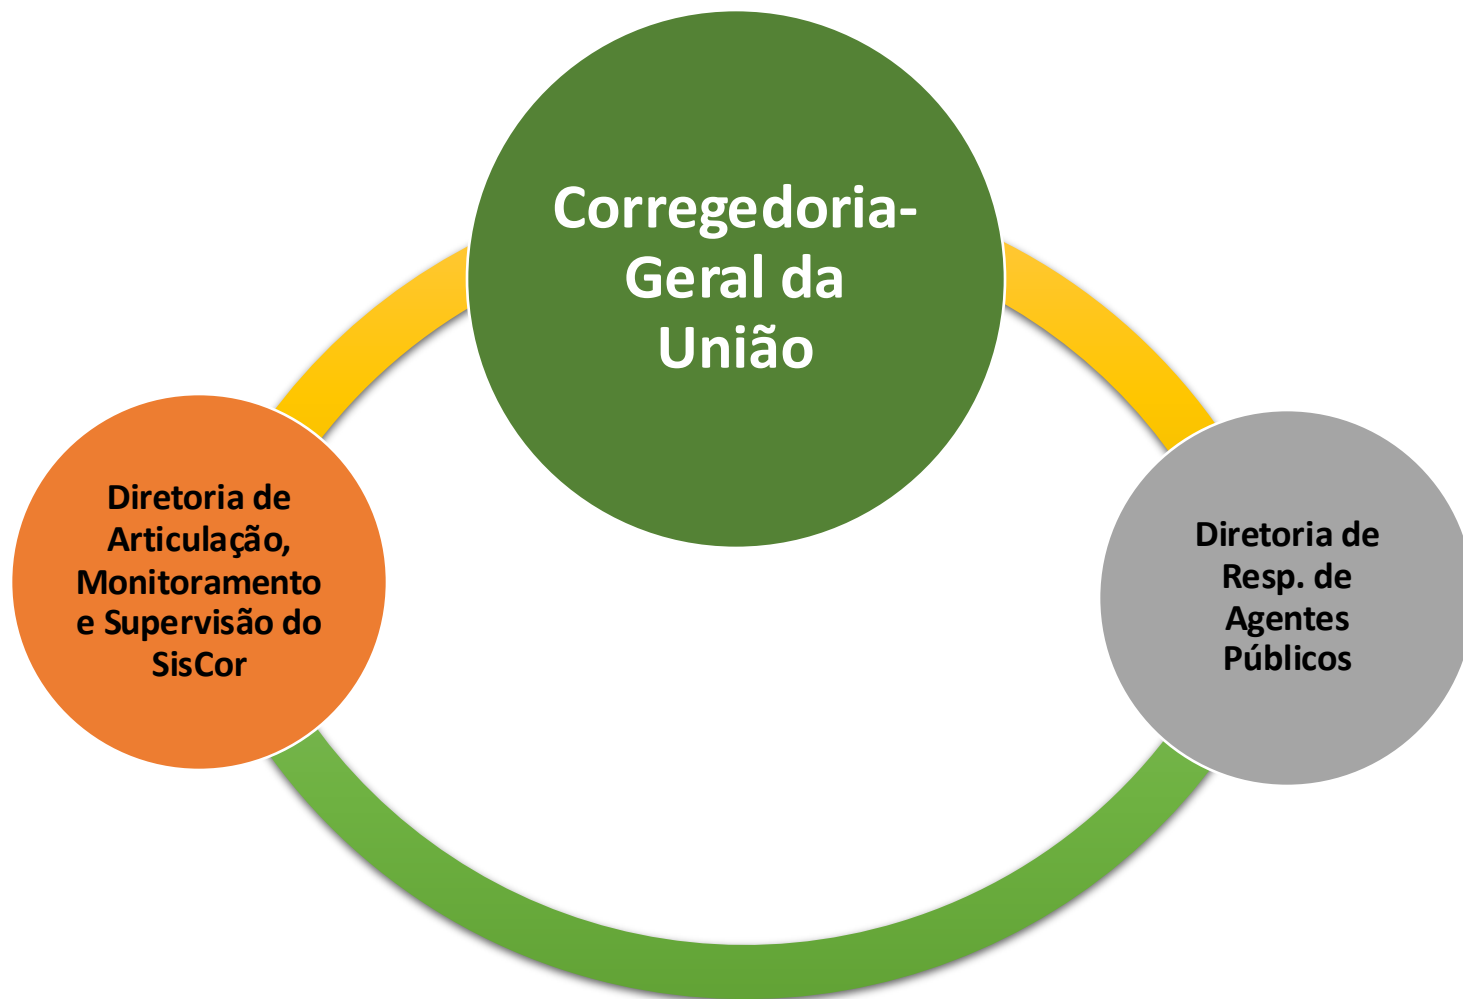 Corregedoria-
Geral da
União
Diretoria de
Articulação,
Monitoramento
e Supervisão do
SisCor
Diretoria de
Resp. de
Agentes
Públicos